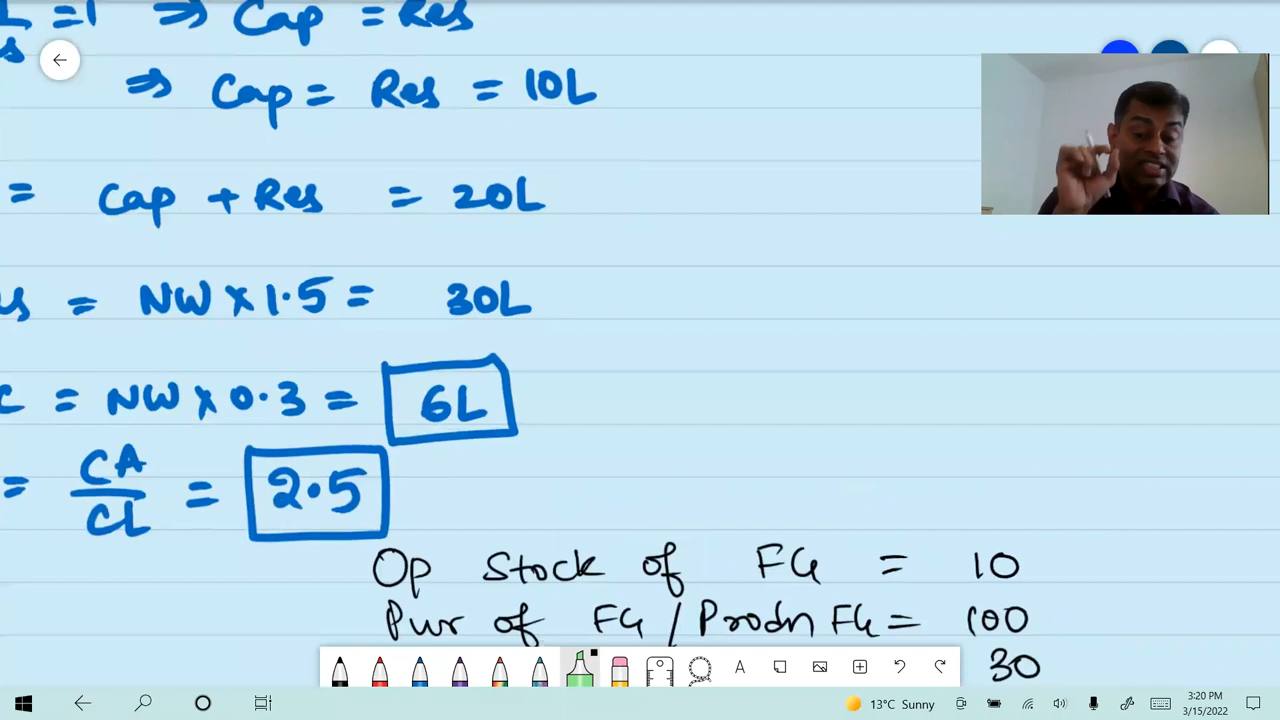 =1 ⇒ Cap = Res
s
⇒ Cap = Res = 10L
= Cap + Res = 20L
= NW × 1.5 = 30L
C = NW × 0.3 = 6L
= CA/CL = 2.5
Op Stock of FG = 10
Pur of FG / Prodn FG = 100
30
A
13°C Sunny
3:20 PM
3/15/2022